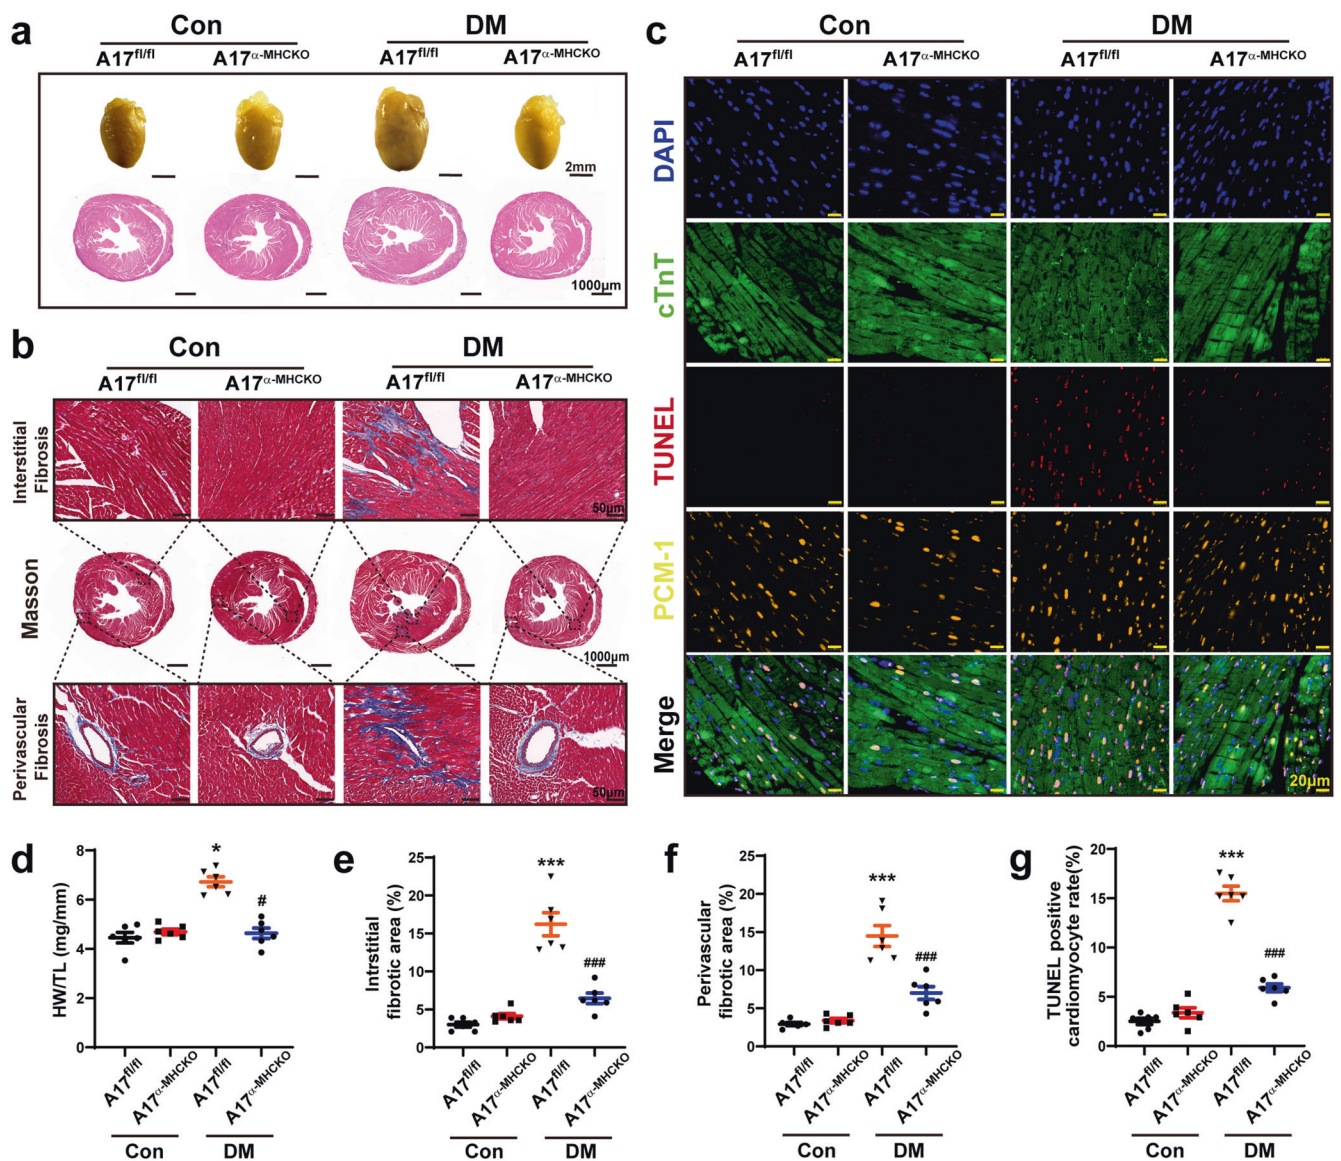 a
Con
DM
A17fl/fl
A17α-MHCKO
A17fl/fl
A17α-MHCKO
2mm
1000μm
b
Con
DM
A17fl/fl
A17α-MHCKO
A17fl/fl
A17α-MHCKO
Interstitial
Fibrosis
50μm
Masson
1000μm
Perivascular
Fibrosis
50μm
c
Con
DM
A17fl/fl
A17α-MHCKO
A17fl/fl
A17α-MHCKO
DAPI
cTnT
TUNEL
PCM-1
Merge
20μm
d
HW/TL (mg/mm)
8
6
4
2
0
*
#
A17fl/fl
A17α-MHCKO
A17fl/fl
A17α-MHCKO
Con
DM
e
Intrstitial
fibrotic area (%)
25
20
15
10
5
0
***
###
A17fl/fl
A17α-MHCKO
A17fl/fl
A17α-MHCKO
Con
DM
f
Perivascular
fibrotic area (%)
25
20
15
10
5
0
***
###
A17fl/fl
A17α-MHCKO
A17fl/fl
A17α-MHCKO
Con
DM
g
TUNEL positive
cardiomyocyte rate(%)
20
15
10
5
0
***
###
A17fl/fl
A17α-MHCKO
A17fl/fl
A17α-MHCKO
Con
DM